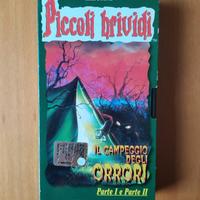 Piccoli brividi
IL CAMPEGGIO
DEGLI
ORRORI
Parte I e Parte II